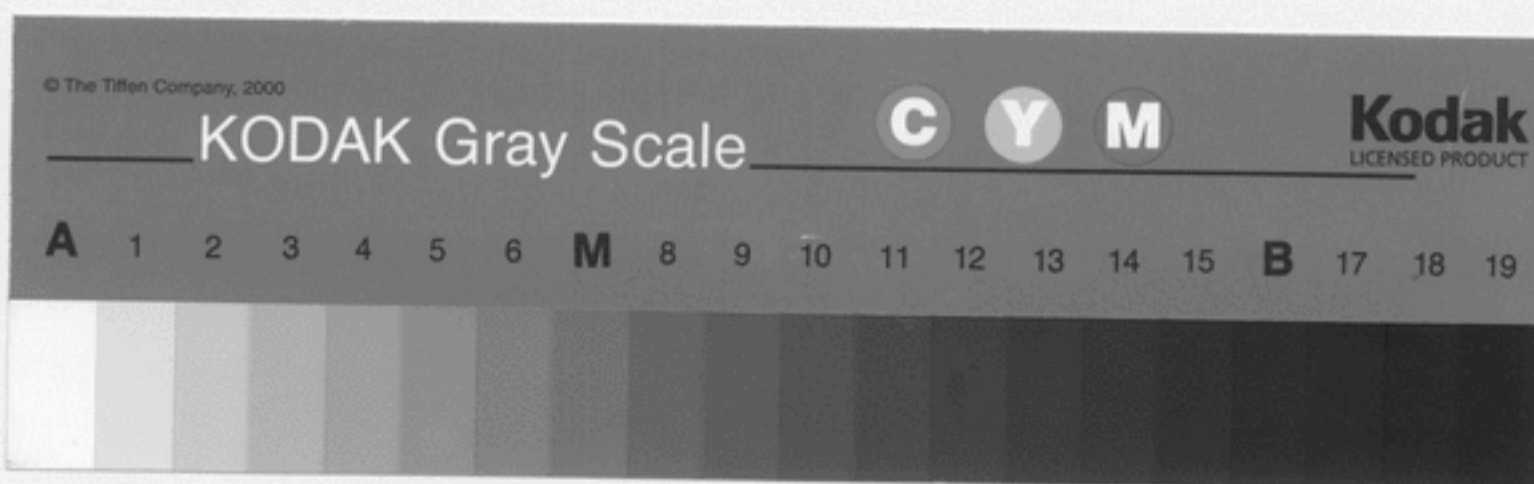 © The Tiffen Company, 2000
KODAK Gray Scale
C Y M
Kodak
LICENSED PRODUCT
A 1 2 3 4 5 6 M 8 9 10 11 12 13 14 15 B 17 18 19